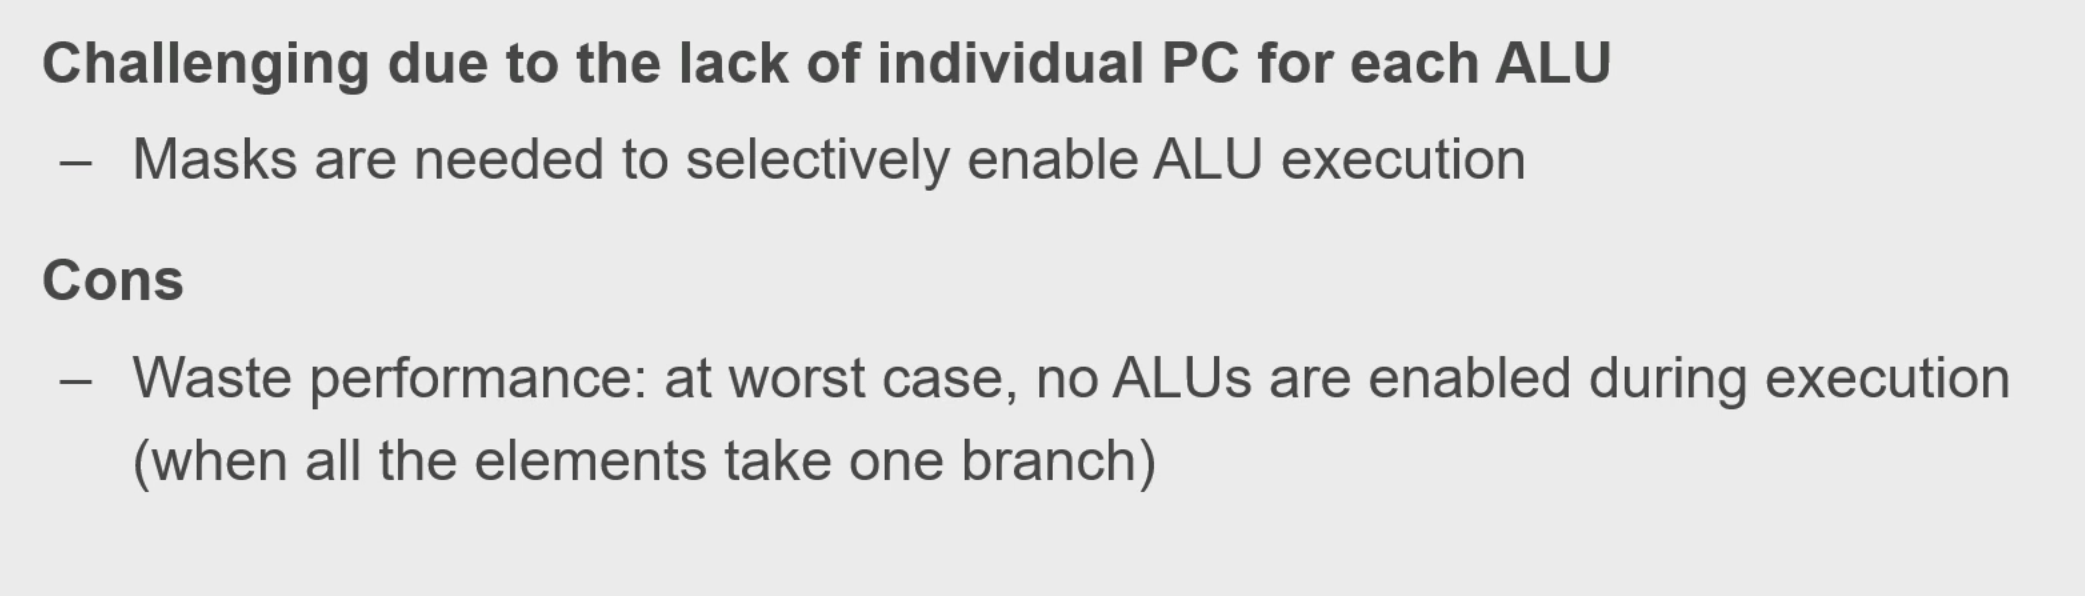 Challenging due to the lack of individual PC for each ALU
– Masks are needed to selectively enable ALU execution
Cons
– Waste performance: at worst case, no ALUs are enabled during execution
(when all the elements take one branch)